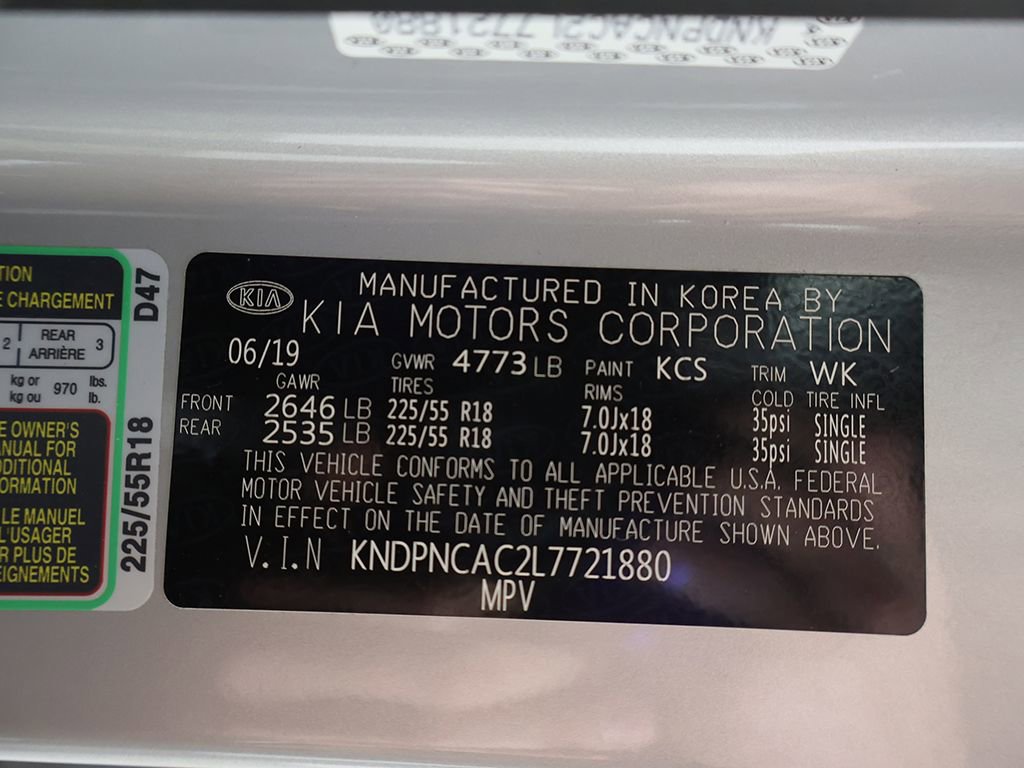 KNDPNCAC2L7721880
TION
E CHARGEMENT
2 REAR ARRIÈRE 3
kg or kg ou 970 lbs. lb.
E OWNER'S
ANUAL FOR
DDITIONAL
ORMATION
LE MANUEL
L'USAGER
R PLUS DE
EIGNEMENTS
D47
225/55R18
KIA MANUFACTURED IN KOREA BY
KIA MOTORS CORPORATION
06/19 GVWR 4773 LB PAINT KCS TRIM WK
GAWR TIRES RIMS COLD TIRE INFL
FRONT 2646 LB 225/55 R18 7.0Jx18 35psi SINGLE
REAR 2535 LB 225/55 R18 7.0Jx18 35psi SINGLE
THIS VEHICLE CONFORMS TO ALL APPLICABLE U.S.A. FEDERAL
MOTOR VEHICLE SAFETY AND THEFT PREVENTION STANDARDS
IN EFFECT ON THE DATE OF MANUFACTURE SHOWN ABOVE.
V.I.N KNDPNCAC2L7721880
MPV